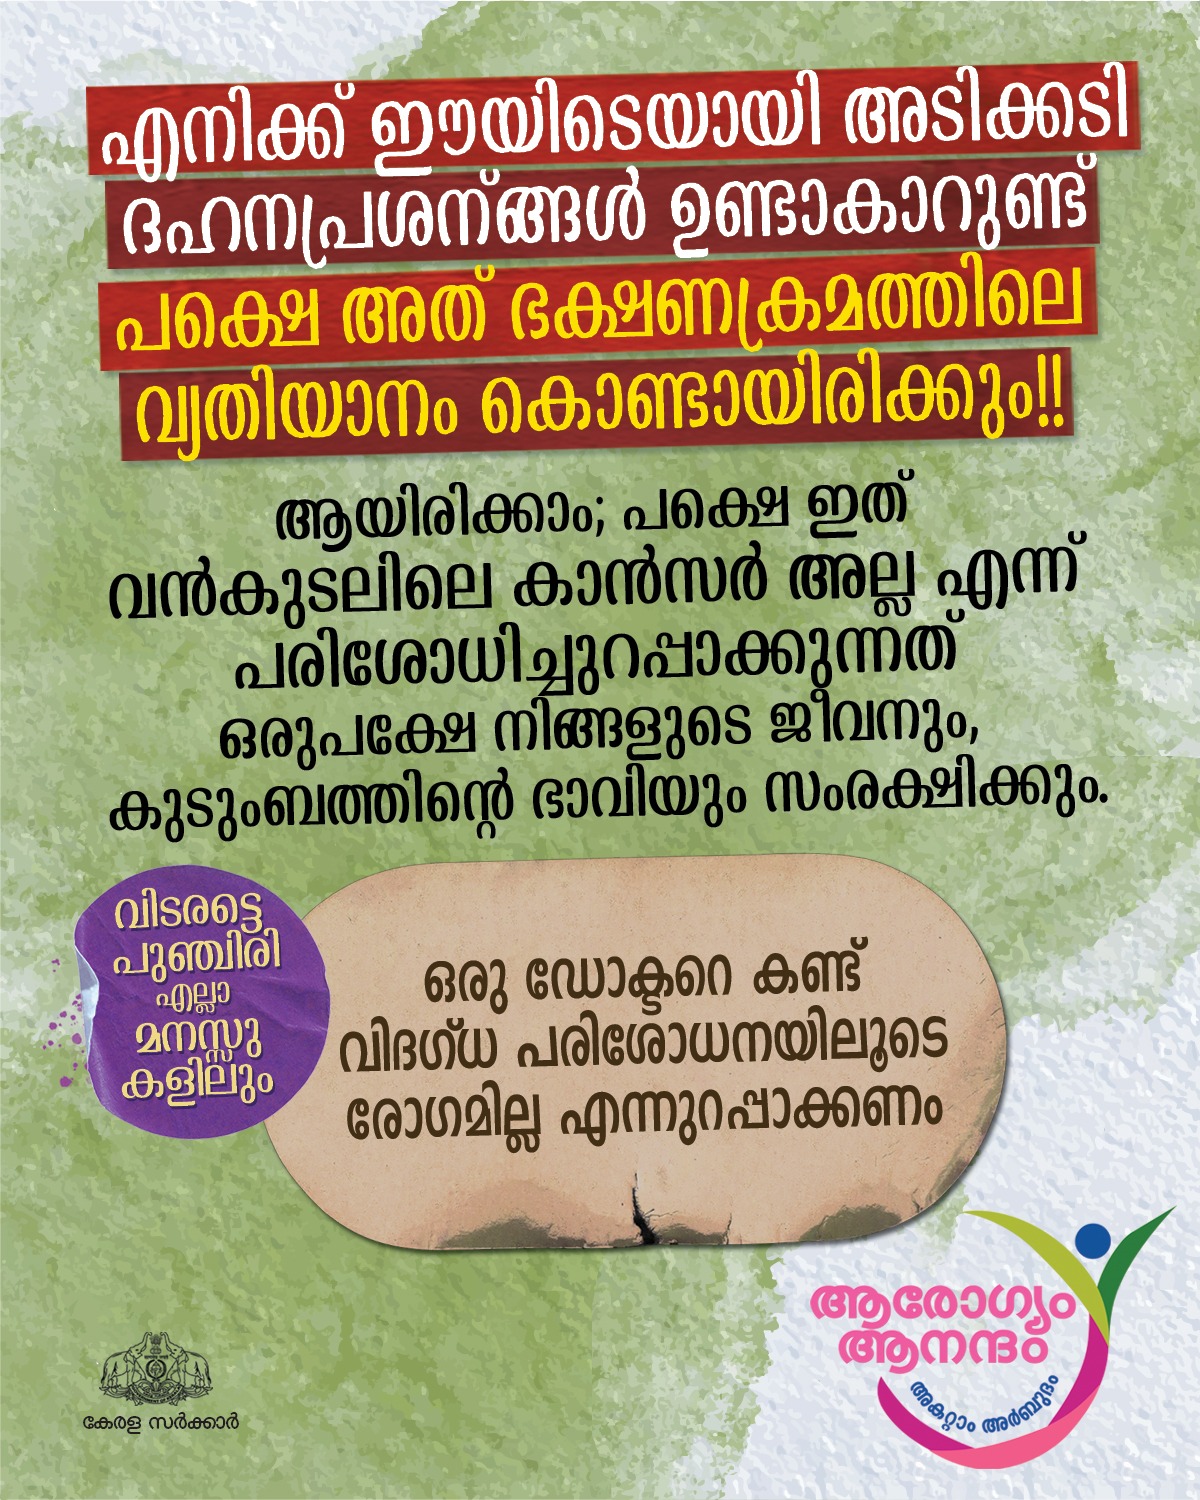 എനിക്ക് ഈയിടെയായി അടിക്കടി
ദഹനപ്രശ്നങ്ങൾ ഉണ്ടാകാറുണ്ട്
പക്ഷെ അത് ഭക്ഷണക്രമത്തിലെ
വ്യതിയാനം കൊണ്ടായിരിക്കും!!
ആയിരിക്കാം; പക്ഷെ ഇത്
വൻകുടലിലെ കാൻസർ അല്ല എന്ന്
പരിശോധിച്ചുറപ്പാക്കുന്നത്
ഒരുപക്ഷേ നിങ്ങളുടെ ജീവനും,
കുടുംബത്തിന്റെ ഭാവിയും സംരക്ഷിക്കും.
വിടരട്ടെ
പുഞ്ചിരി
എല്ലാ
മനസ്സു
കളിലും
ഒരു ഡോക്ടറെ കണ്ട്
വിദഗ്ധ പരിശോധനയിലൂടെ
രോഗമില്ല എന്നുറപ്പാക്കണം
ആരോഗ്യം
ആനന്ദം
അകറ്റാം അർബുദം
കേരള സർക്കാർ